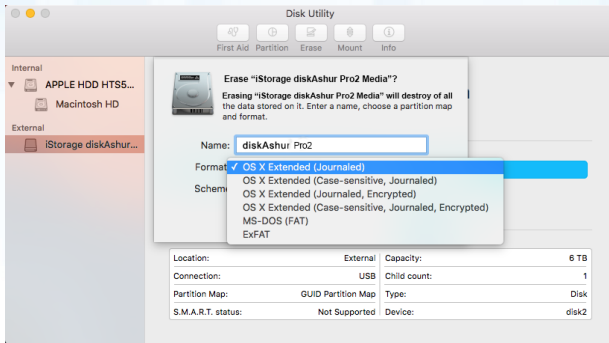 Disk Utility
First Aid Partition Erase Mount Info
Internal
APPLE HDD HTS5...
Macintosh HD
External
iStorage diskAshur...
Erase “iStorage diskAshur Pro2 Media”?
Erasing “iStorage diskAshur Pro2 Media” will destroy of all
the data stored on it. Enter a name, choose a partition map
and format.
Name: diskAshur Pro2
Format
✓ OS X Extended (Journaled)
OS X Extended (Case-sensitive, Journaled)
Schem
OS X Extended (Journaled, Encrypted)
OS X Extended (Case-sensitive, Journaled, Encrypted)
MS-DOS (FAT)
ExFAT
Location: External Capacity: 6 TB
Connection: USB Child count: 1
Partition Map: GUID Partition Map Type: Disk
S.M.A.R.T. status: Not Supported Device: disk2